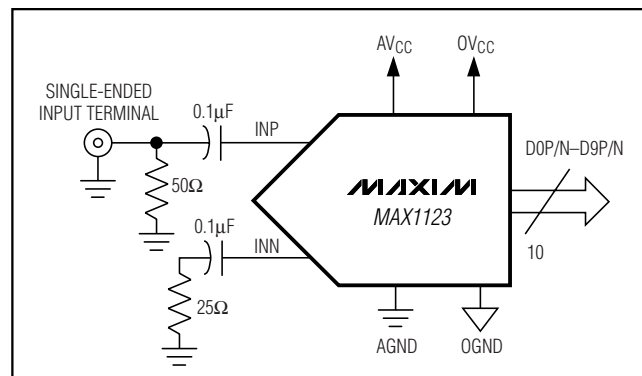 AVCC
OVCC
SINGLE-ENDED
INPUT TERMINAL
0.1µF
INP
D0P/N–D9P/N
50Ω
MAXIM
MAX1123
0.1µF
INN
10
25Ω
AGND
OGND